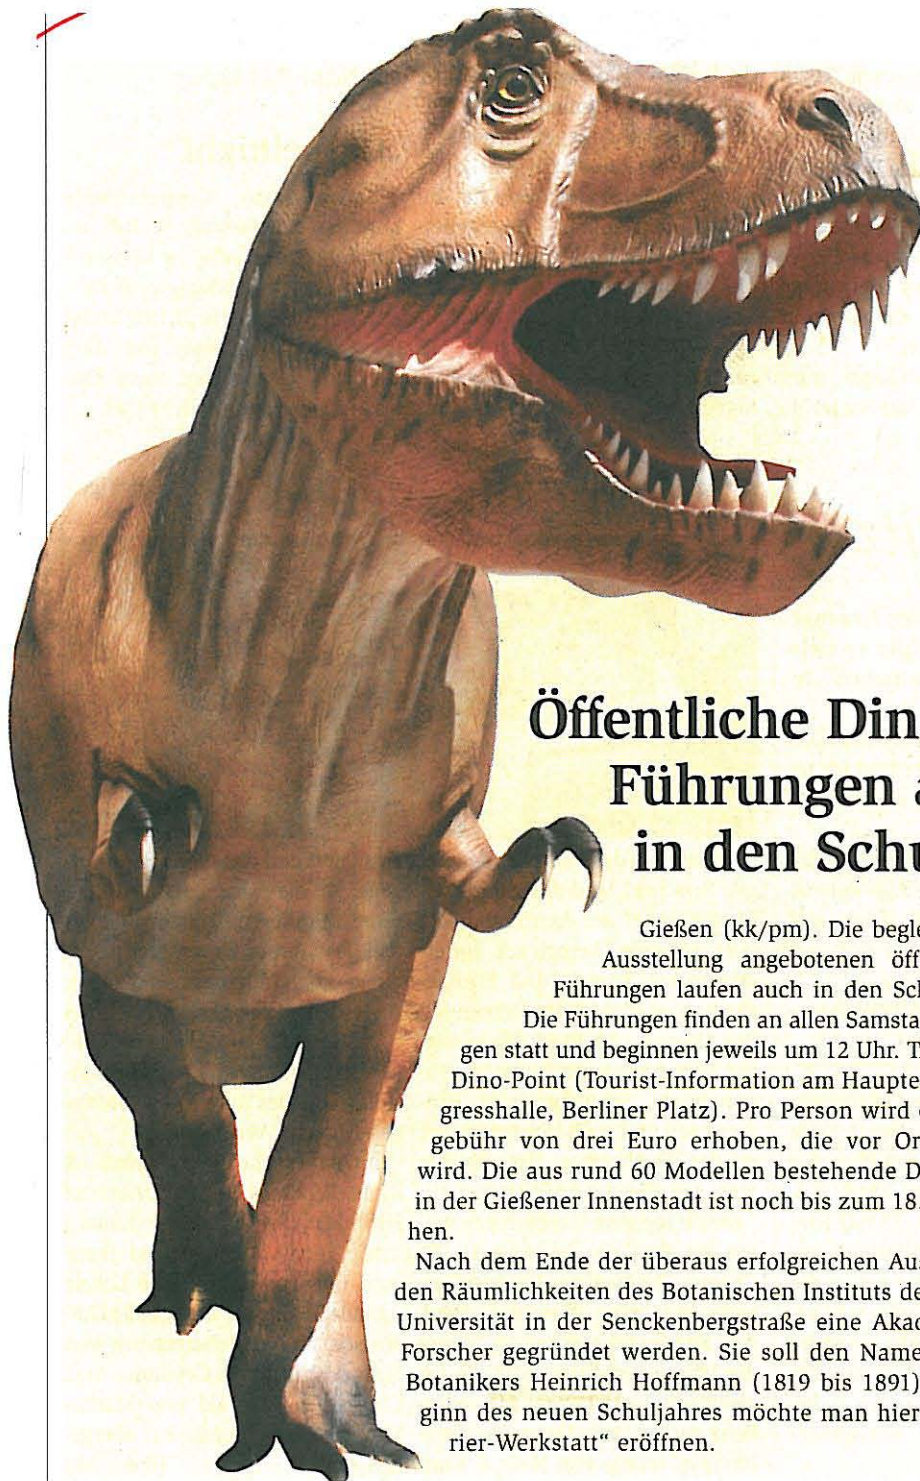 Öffentliche Din
Führungen
in den Schu
Gießen (kk/pm). Die begle
Ausstellung angebotenen öff
Führungen laufen auch in den Sc
Die Führungen finden an allen Samsta
gen statt und beginnen jeweils um 12 Uhr. T
Dino-Point (Tourist-Information am Haupte
gresshalle, Berliner Platz). Pro Person wird
gebühr von drei Euro erhoben, die vor Or
wird. Die aus rund 60 Modellen bestehende D
in der Gießener Innenstadt ist noch bis zum 18.
hen.
Nach dem Ende der überaus erfolgreichen Aus
den Räumlichkeiten des Botanischen Instituts de
Universität in der Senckenbergstraße eine Akad
Forscher gegründet werden. Sie soll den Name
Botanikers Heinrich Hoffmann (1819 bis 1891)
ginn des neuen Schuljahres möchte man hier
rier-Werkstatt“ eröffnen.